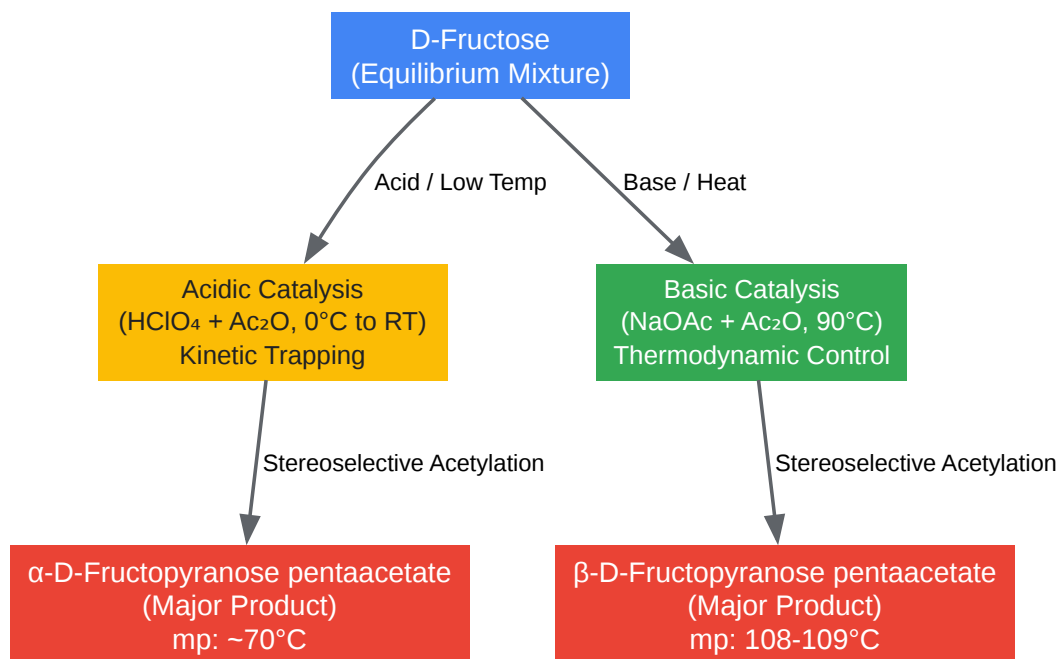 D-Fructose
(Equilibrium Mixture)
Acid / Low Temp
Base / Heat
Acidic Catalysis
(HClO₄ + Ac₂O, 0°C to RT)
Kinetic Trapping
Basic Catalysis
(NaOAc + Ac₂O, 90°C)
Thermodynamic Control
Stereoselective Acetylation
Stereoselective Acetylation
α-D-Fructopyranose pentaacetate
(Major Product)
mp: ~70°C
β-D-Fructopyranose pentaacetate
(Major Product)
mp: 108-109°C